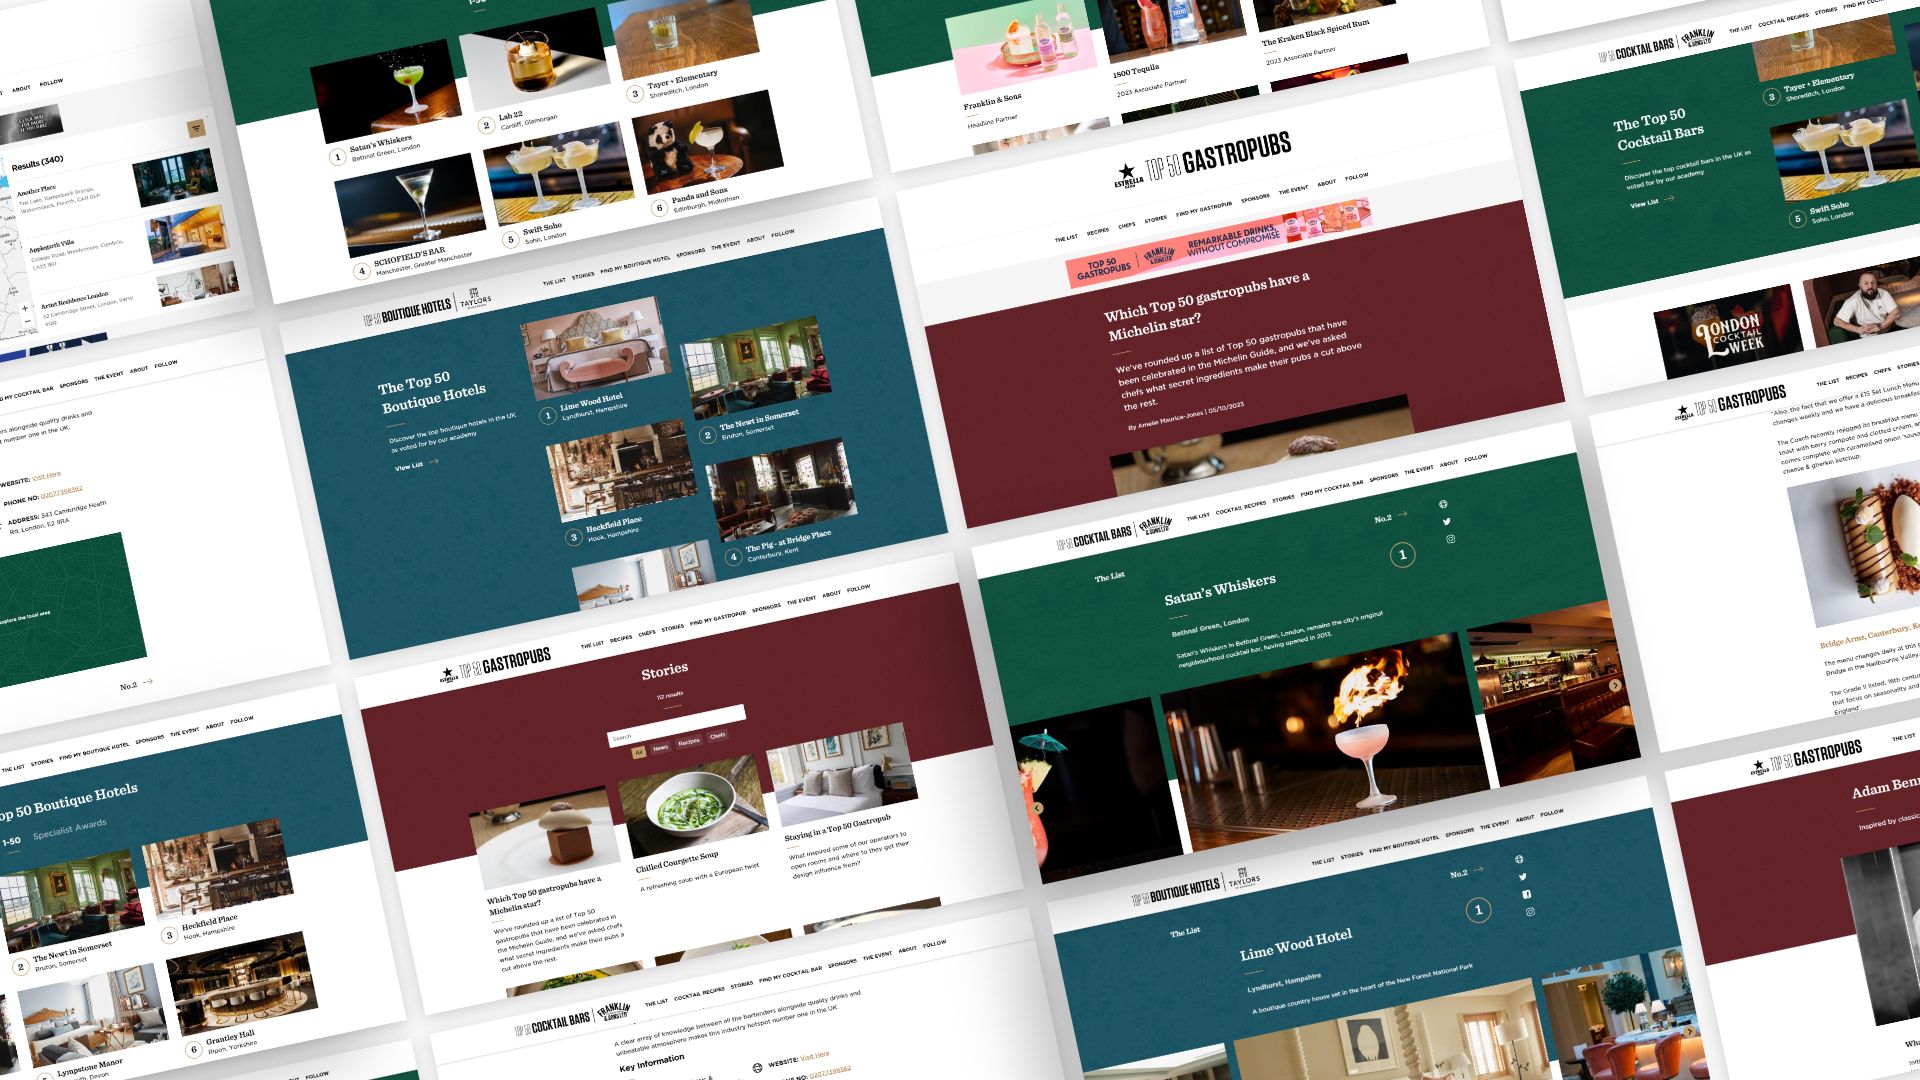 ABOUT FOLLOW
Results (340)
Another Place
The Lake, Rampsbeck Grange,
Applegarth Villa
College Road, Windermere, Cumbria,
LA23 1BU
Artist Residence London
52 Cambridge Street, London, SW1V
4QQ
1-50
1 Satan's Whiskers
Bethnal Green, London
2 Lab 22
Cardiff, Glamorgan
3 Tayer + Elementary
Shoreditch, London
4 SCHOFIELD'S BAR
Manchester, Greater Manchester
5 Swift Soho
Soho, London
6 Panda and Sons
Edinburgh, Midlothian
Franklin & Sons
Headline Partner
1800 Tequila
2023 Associate Partner
The Kraken Black Spiced Rum
2023 Associate Partner
TOP 50 COCKTAIL BARS FRANKLIN & SONS LTD
THE LIST COCKTAIL RECIPES STORIES
The Top 50
Cocktail Bars
Discover the top cocktail bars in the UK as
voted for by our academy
View List
3 Tayer + Elementary
Shoreditch, London
5 Swift Soho
Soho, London
LONDON
COCKTAIL
WEEK
ESTRELLA TOP 50 GASTROPUBS
THE LIST RECIPES CHEFS STORIES FIND MY GASTROPUB SPONSORS THE EVENT ABOUT FOLLOW
TOP 50
GASTROPUBS
FRANKLIN & SONS LTD
REMARKABLE DRINKS,
WITHOUT COMPROMISE
Which Top 50 gastropubs have a
Michelin star?
We've rounded up a list of Top 50 gastropubs that have
been celebrated in the Michelin Guide, and we've asked
chefs what secret ingredients make their pubs a cut above
the rest.
By Amelie Maurice-Jones | 05/10/2023
TOP 50 BOUTIQUE HOTELS TAYLORS
THE LIST STORIES FIND MY BOUTIQUE HOTEL SPONSORS THE EVENT ABOUT FOLLOW
The Top 50
Boutique Hotels
Discover the top boutique hotels in the UK
as voted for by our academy
View List
1 Lime Wood Hotel
Lyndhurst, Hampshire
2 The Newt in Somerset
Bruton, Somerset
3 Heckfield Place
Hook, Hampshire
4 The Pig - at Bridge Place
Canterbury, Kent
MY COCKTAIL BAR SPONSORS THE EVENT ABOUT FOLLOW
alongside quality drinks and
number one in the UK.
WEBSITE: Visit Here
PHONE NO: 02077398362
ADDRESS: 343 Cambridge Heath
Rd, London, E2 9RA
explore the local area
No.2
ESTRELLA TOP 50 GASTROPUBS
THE LIST RECIPES CHEFS STORIES
"Also, the fact that we offer a £15 Set Lunch Menu
changes weekly and we have a delicious breakfast
The Coach recently rejigged its breakfast menu
toast with berry compote and clotted cream, an
comes complete with caramelised onion
cheese & gherkin ketchup.
Bridge Arms, Canterbury,
The menu changes daily at this
Bridge in the Nailbourne Valley.
The Grade II listed, 16th
that focus on seasonality and
England'.
TOP 50 COCKTAIL BARS FRANKLIN & SONS LTD
THE LIST COCKTAIL RECIPES STORIES FIND MY COCKTAIL BAR SPONSORS THE EVENT ABOUT FOLLOW
The List
No.2
1
Satan's Whiskers
Bethnal Green, London
Satan's Whiskers in Bethnal Green, London, remains the city's original
neighbourhood cocktail bar, having opened in 2013.
ESTRELLA TOP 50 GASTROPUBS
THE LIST RECIPES CHEFS STORIES FIND MY GASTROPUB SPONSORS THE EVENT ABOUT FOLLOW
Stories
112 results
Search
All News Recipes Chefs
Which Top 50 gastropubs have a
Michelin star?
We've rounded up a list of Top 50
gastropubs that have been celebrated in
the Michelin Guide, and we've asked chefs
what secret ingredients make their pubs a
cut above the rest.
Chilled Courgette Soup
A refreshing soup with a European twist
Staying in a Top 50 Gastropub
What inspired some of our operators to
open rooms and where to they get their
design influence from?
THE LIST STORIES FIND MY BOUTIQUE HOTEL SPONSORS THE EVENT ABOUT FOLLOW
op 50 Boutique Hotels
1-50 Specialist Awards
2 The Newt in Somerset
Bruton, Somerset
3 Heckfield Place
Hook, Hampshire
Lympstone Manor
Devon
6 Grantley Hall
Ripon, Yorkshire
THE EVENT ABOUT FOLLOW
TOP 50 COCKTAIL BARS FRANKLIN & SONS LTD
THE LIST COCKTAIL RECIPES STORIES FIND MY COCKTAIL BAR SPONSORS THE EVENT ABOUT FOLLOW
A clear array of knowledge between all the bartenders alongside quality drinks and
unbeatable atmosphere makes this industry hotspot number one in the UK.
Key Information
WEBSITE: Visit Here
PHONE NO: 02077398362
TOP 50 BOUTIQUE HOTELS TAYLORS
THE LIST STORIES FIND MY BOUTIQUE HOTEL SPONSORS THE EVENT ABOUT FOLLOW
The List
No.2
1
Lime Wood Hotel
Lyndhurst, Hampshire
A boutique country house set in the heart of the New Forest National Park
ESTRELLA TOP 50 GASTROPUBS
THE LIST
Adam Benn
Inspired by classic